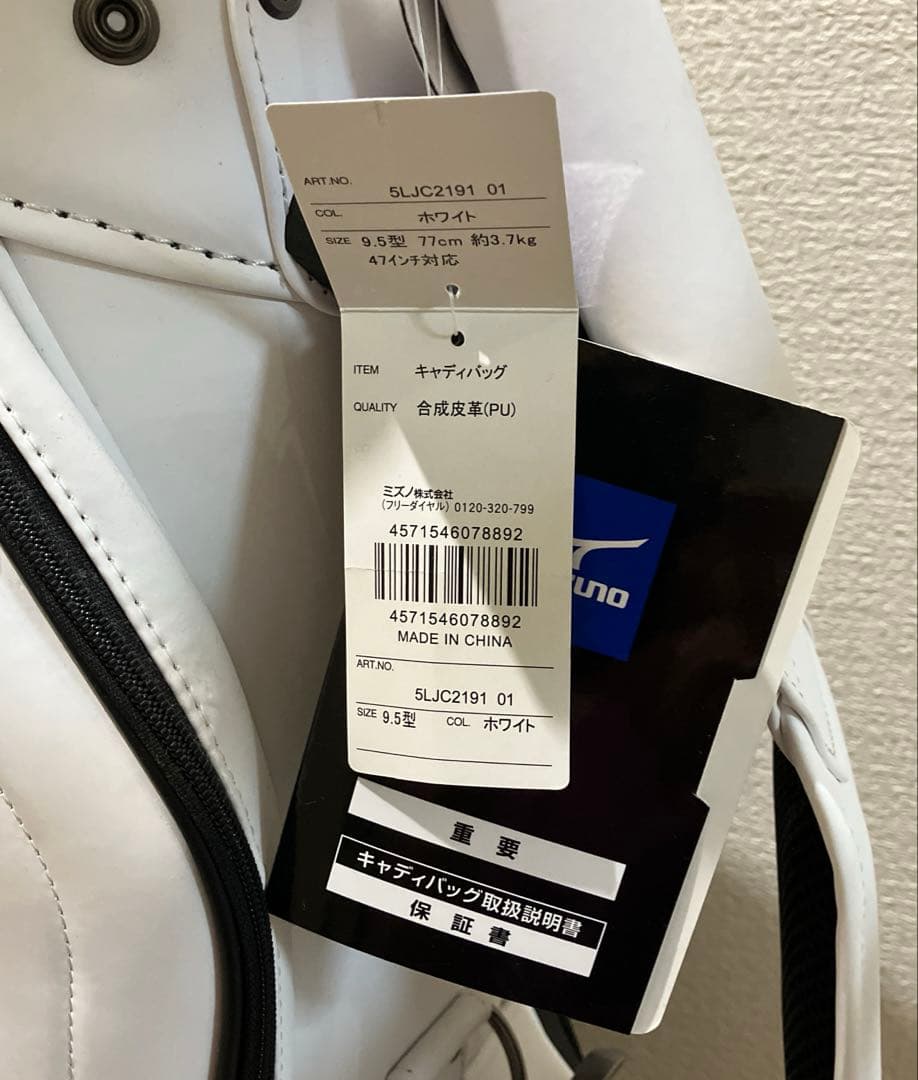 ART.NO. 5LJC2191 01
COL. ホワイト
SIZE 9.5型 77cm 約3.7kg
47インチ対応
ITEM キャディバッグ
QUALITY 合成皮革(PU)
ミズノ株式会社
(フリーダイヤル) 0120-320-799
4571546078892
4571546078892
MADE IN CHINA
ART.NO.
5LJC2191 01
SIZE 9.5型 COL. ホワイト
重要
キャディバッグ取扱説明書
保証書